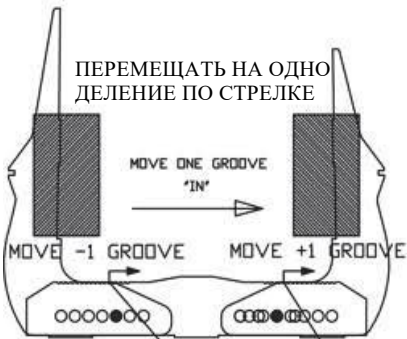 ПЕРЕМЕЩАТЬ НА ОДНО
ДЕЛЕНИЕ ПО СТРЕЛКЕ
MOVE ONE GROOVE
"IN"
MOVE -1 GROOVE
MOVE +1 GROOVE